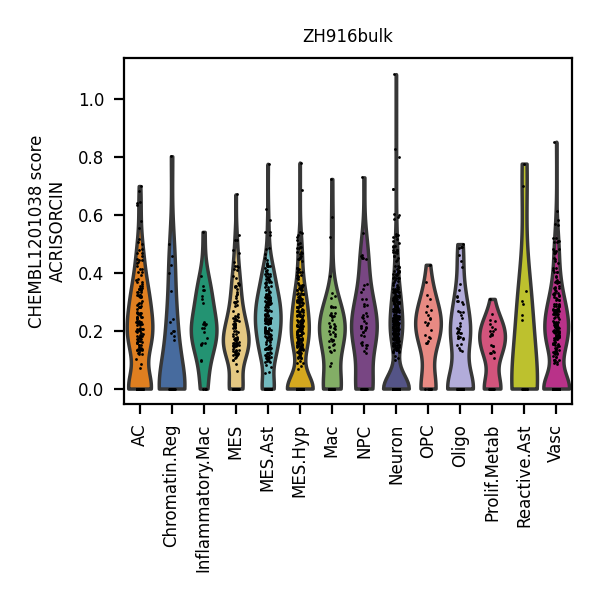 ZH916bulk
CHEMBL1201038 score
ACRISORCIN
1.0
0.8
0.6
0.4
0.2
0.0
AC
Chromatin.Reg
Inflammatory.Mac
MES
MES.Ast
MES.Hyp
Mac
NPC
Neuron
OPC
Oligo
Prolif.Metab
Reactive.Ast
Vasc